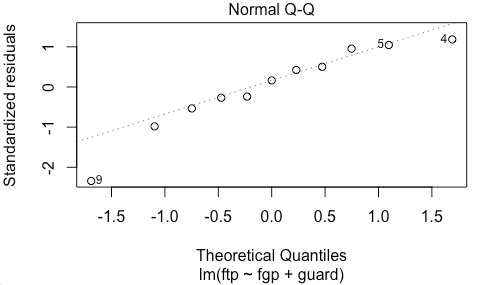 Normal Q-Q
Standardized residuals
1
0
-1
-2
5
4
9
-1.5 -1.0 -0.5 0.0 0.5 1.0 1.5
Theoretical Quantiles
lm(ftp ~ fgp + guard)